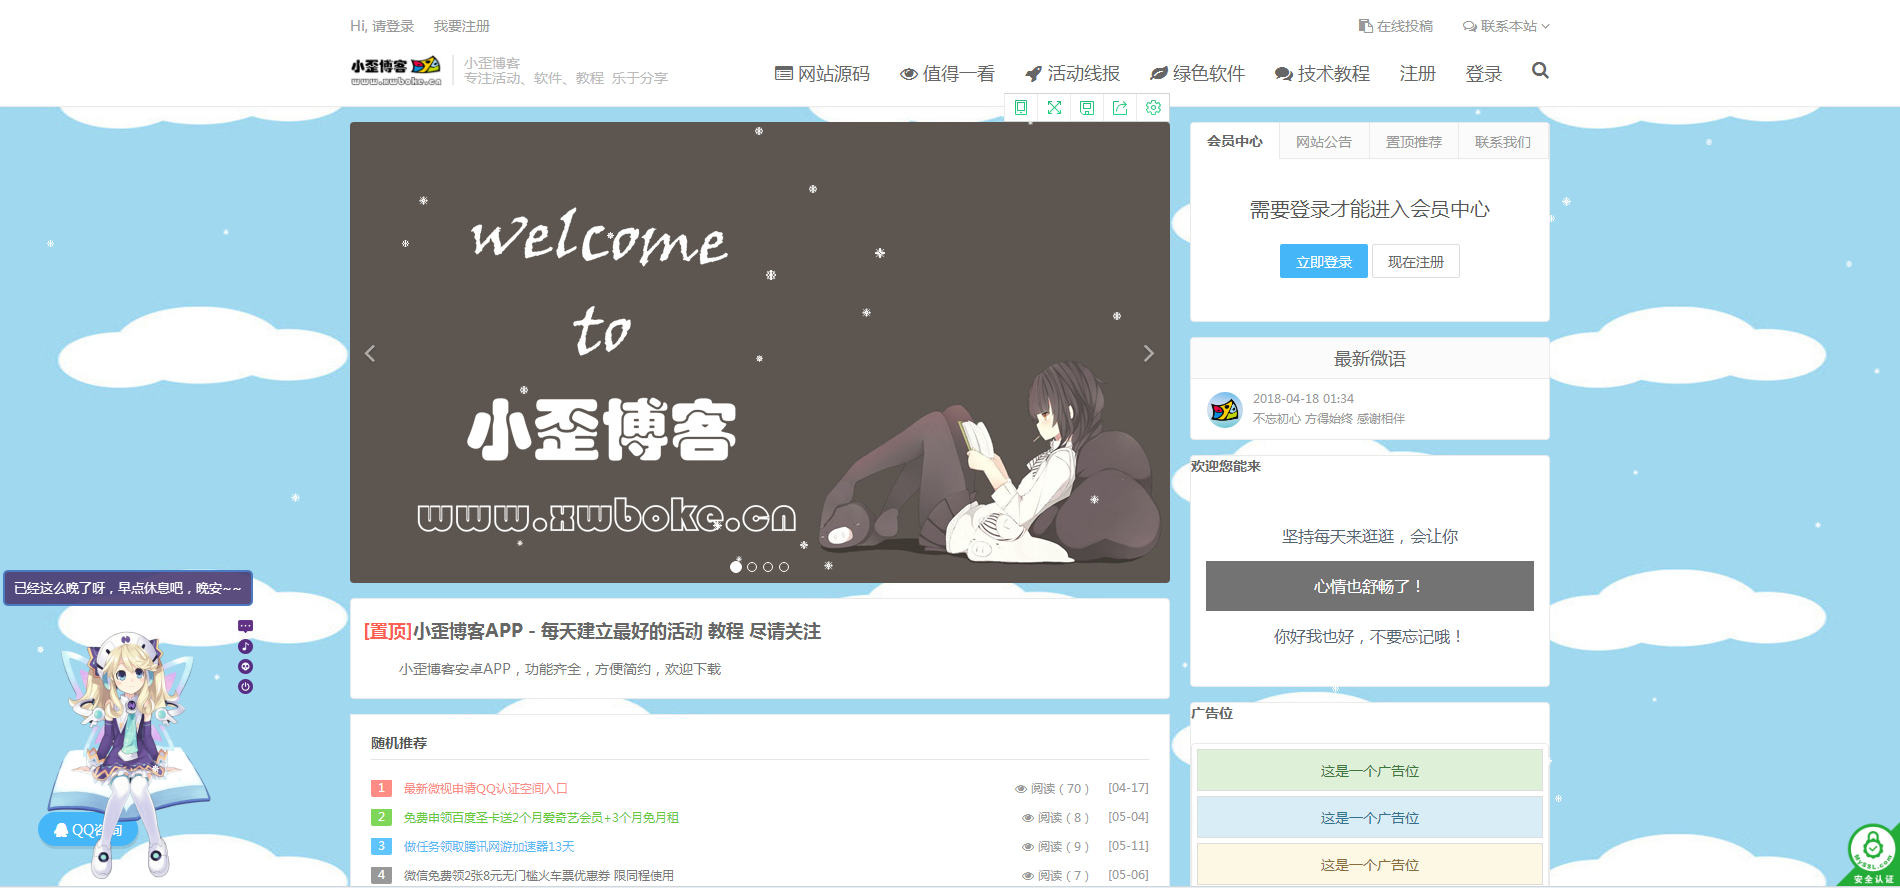 Hi, 请登录 我要注册
在线投稿 联系本站
小歪博客
www.xwboke.cn
小歪博客
专注活动、软件、教程 乐于分享
网站源码 值得一看 活动线报 绿色软件 技术教程 注册 登录
welcome
to
小歪博客
www.xwboke.cn
会员中心 网站公告 置顶推荐 联系我们
需要登录才能进入会员中心
立即登录 现在注册
最新微语
2018-04-18 01:34
不忘初心 方得始终 感谢相伴
欢迎您能来
坚持每天来逛逛，会让你
心情也舒畅了！
你好我也好，不要忘记哦！
广告位
这是一个广告位
这是一个广告位
这是一个广告位
已经这么晚了呀，早点休息吧，晚安~~
QQ咨询
[置顶]小歪博客APP - 每天建立最好的活动 教程 尽请关注
小歪博客安卓APP，功能齐全，方便简约，欢迎下载
随机推荐
1 最新微视申请QQ认证空间入口 阅读 ( 70 ) [04-17]
2 免费申领百度圣卡送2个月爱奇艺会员+3个月免月租 阅读 ( 8 ) [05-04]
3 做任务领取腾讯网游加速器13天 阅读 ( 9 ) [05-11]
4 微信免费领2张8元无门槛火车票优惠券 限同程使用 阅读 ( 7 ) [05-06]
MySSL.com
安全认证